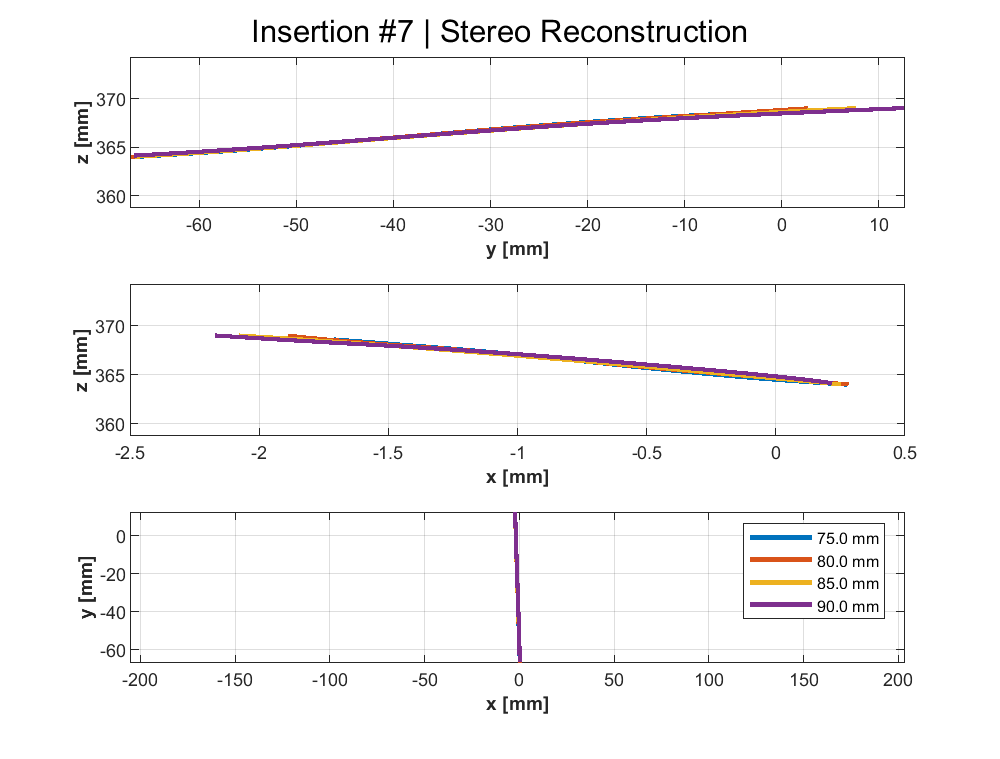 Insertion #7 | Stereo Reconstruction
370
365
360
z [mm]
-60 -50 -40 -30 -20 -10 0 10
y [mm]
370
365
360
z [mm]
-2.5 -2 -1.5 -1 -0.5 0 0.5
x [mm]
0
-20
-40
-60
y [mm]
75.0 mm
80.0 mm
85.0 mm
90.0 mm
-200 -150 -100 -50 0 50 100 150 200
x [mm]